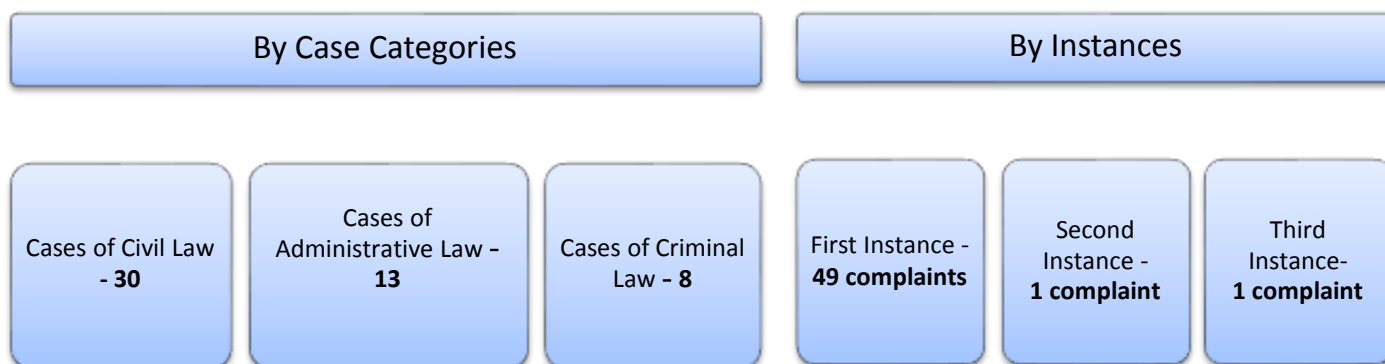 By Case Categories
By Instances
Cases of Civil Law
- 30
Cases of
Administrative Law -
13
Cases of Criminal
Law - 8
First Instance -
49 complaints
Second
Instance -
1 complaint
Third
Instance-
1 complaint